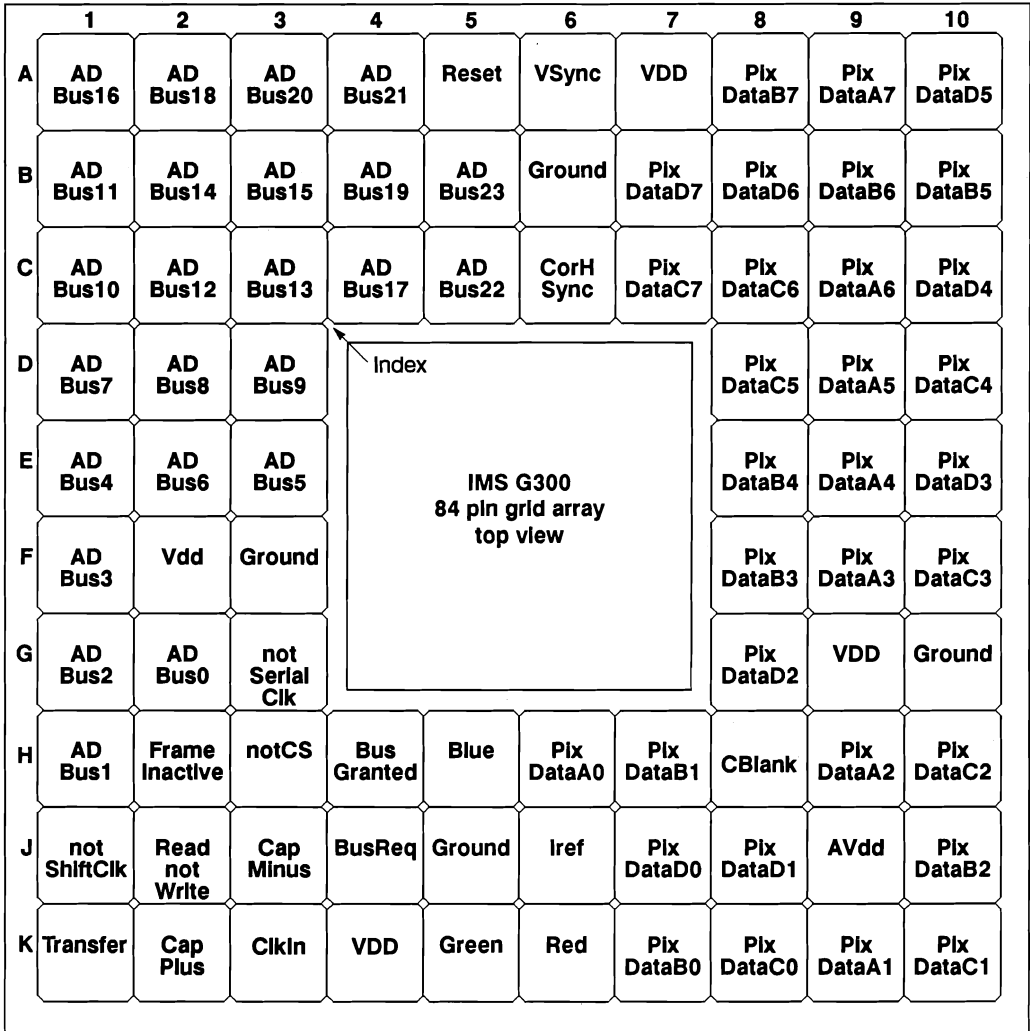 1 2 3 4 5 6 7 8 9 10
A AD Bus16 AD Bus18 AD Bus20 AD Bus21 Reset VSync VDD Pix DataB7 Pix DataA7 Pix DataD5
B AD Bus11 AD Bus14 AD Bus15 AD Bus19 AD Bus23 Ground Pix DataD7 Pix DataD6 Pix DataB6 Pix DataB5
C AD Bus10 AD Bus12 AD Bus13 AD Bus17 AD Bus22 CorH Sync Pix DataC7 Pix DataC6 Pix DataA6 Pix DataD4
Index
D AD Bus7 AD Bus8 AD Bus9 Pix DataC5 Pix DataA5 Pix DataC4
E AD Bus4 AD Bus6 AD Bus5 Pix DataB4 Pix DataA4 Pix DataD3
IMS G300
84 pin grid array
top view
F AD Bus3 Vdd Ground Pix DataB3 Pix DataA3 Pix DataC3
G AD Bus2 AD Bus0 not Serial Clk Pix DataD2 VDD Ground
H AD Bus1 Frame Inactive notCS Bus Granted Blue Pix DataA0 Pix DataB1 CBlank Pix DataA2 Pix DataC2
J not ShiftClk Read not Write Cap Minus BusReq Ground Iref Pix DataD0 Pix DataD1 AVdd Pix DataB2
K Transfer Cap Plus ClkIn VDD Green Red Pix DataB0 Pix DataC0 Pix DataA1 Pix DataC1